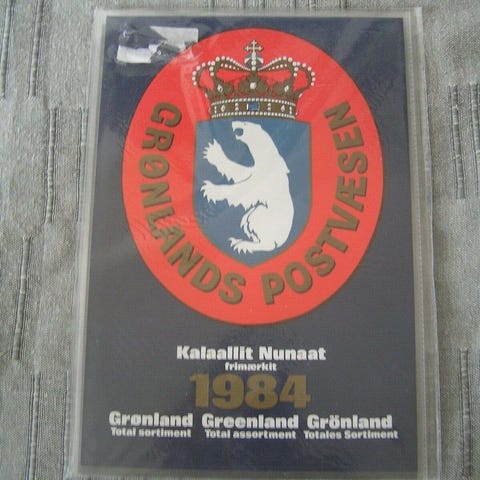 GRØNLANDS POSTVÆSEN
Kalaallit Nunaat
frimærkit
1984
Grønland Greenland Grönland
Total sortiment Total assortment Totales Sortiment